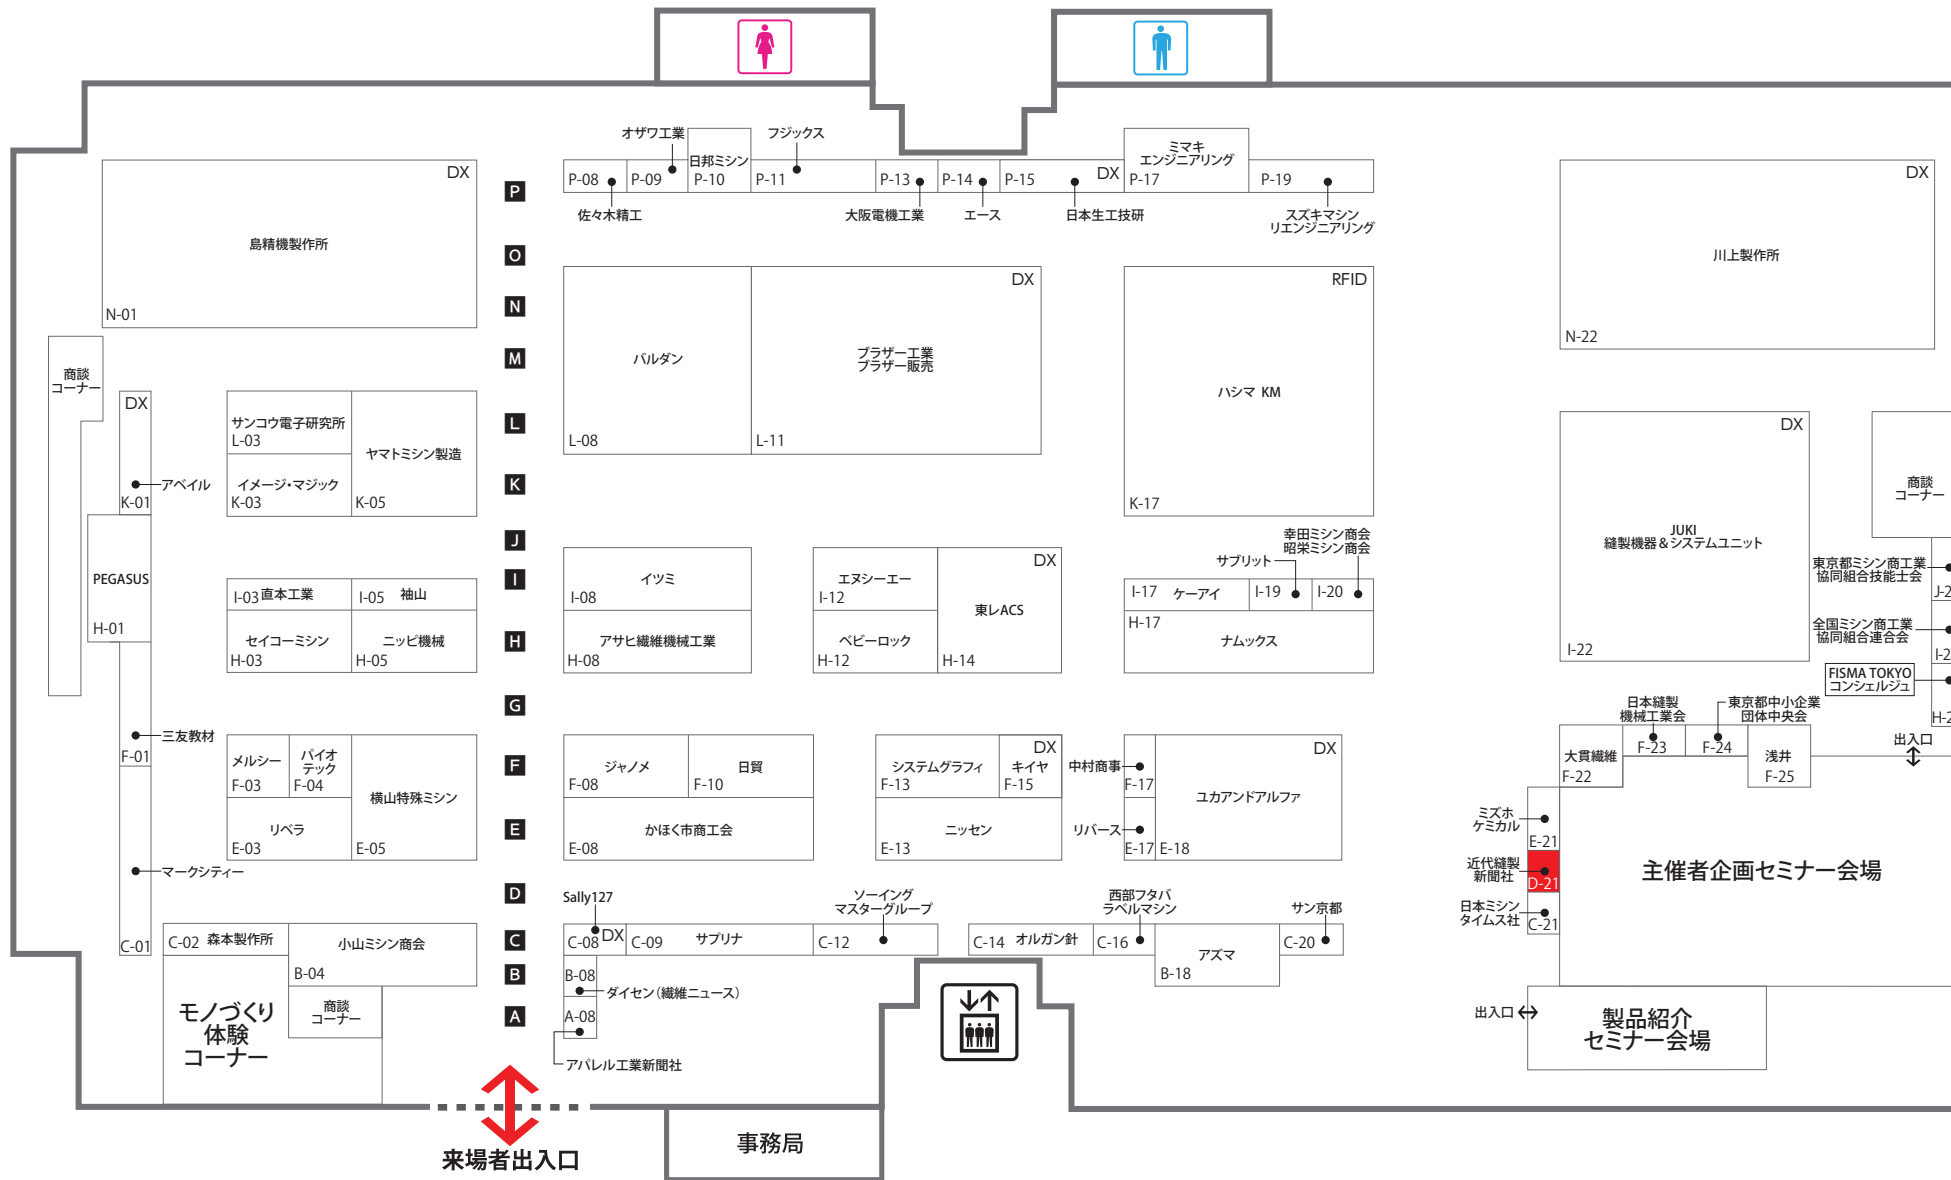 オザワ工業
フジックス
日邦ミシン
P-08
P-09
P-10
P-11
P-13
P-14
P-15
DX
ミマキ
エンジニアリング
P-17
P-19
佐々木精工
大阪電機工業
エース
日本生工技研
スズキマシン
リエンジニアリング
P
O
N
M
L
K
J
I
H
G
F
E
D
C
B
A
DX
島精機製作所
N-01
商談
コーナー
DX
アベイル
K-01
PEGASUS
H-01
三友教材
F-01
マークシティー
C-01
サンコウ電子研究所
L-03
イメージ・マジック
K-03
ヤマトミシン製造
K-05
I-03 直本工業
I-05 袖山
セイコーミシン
H-03
ニッピ機械
H-05
メルシー
F-03
パイオ
テック
F-04
リベラ
E-03
横山特殊ミシン
E-05
C-02 森本製作所
小山ミシン商会
B-04
商談
コーナー
モノづくり
体験
コーナー
バルダン
L-08
DX
ブラザー工業
ブラザー販売
L-11
RFID
ハシマ KM
K-17
イツミ
I-08
アサヒ繊維機械工業
H-08
エヌシーエー
I-12
ベビーロック
H-12
DX
東レACS
H-14
幸田ミシン商会
昭栄ミシン商会
サブリット
I-17 ケーアイ
I-19
I-20
H-17
ナムックス
ジャノメ
F-08
日貿
F-10
かほく市商工会
E-08
システムグラフィ
F-13
DX
キイヤ
F-15
ニッセン
E-13
中村商事
F-17
リバース
E-17
DX
ユカアンドアルファ
E-18
Sally127
C-08 DX
C-09 サプリナ
ソーイング
マスターグループ
C-12
C-14 オルガン針
西部フタバ
ラベルマシン
C-16
アズマ
B-18
サン京都
C-20
B-08
ダイセン(繊維ニュース)
A-08
アパレル工業新聞社
DX
川上製作所
N-22
DX
JUKI
縫製機器&システムユニット
I-22
商談
コーナー
東京都ミシン商工業
協同組合技能士会
J-2
全国ミシン商工業
協同組合連合会
I-2
FISMA TOKYO
コンシェルジュ
H-2
日本縫製
機械工業会
F-23
東京都中小企業
団体中央会
F-24
大貫繊維
F-22
浅井
F-25
出入口
ミズホ
ケミカル
E-21
近代縫製
新聞社
D-21
日本ミシン
タイムス社
C-21
主催者企画セミナー会場
出入口
製品紹介
セミナー会場
来場者出入口
事務局